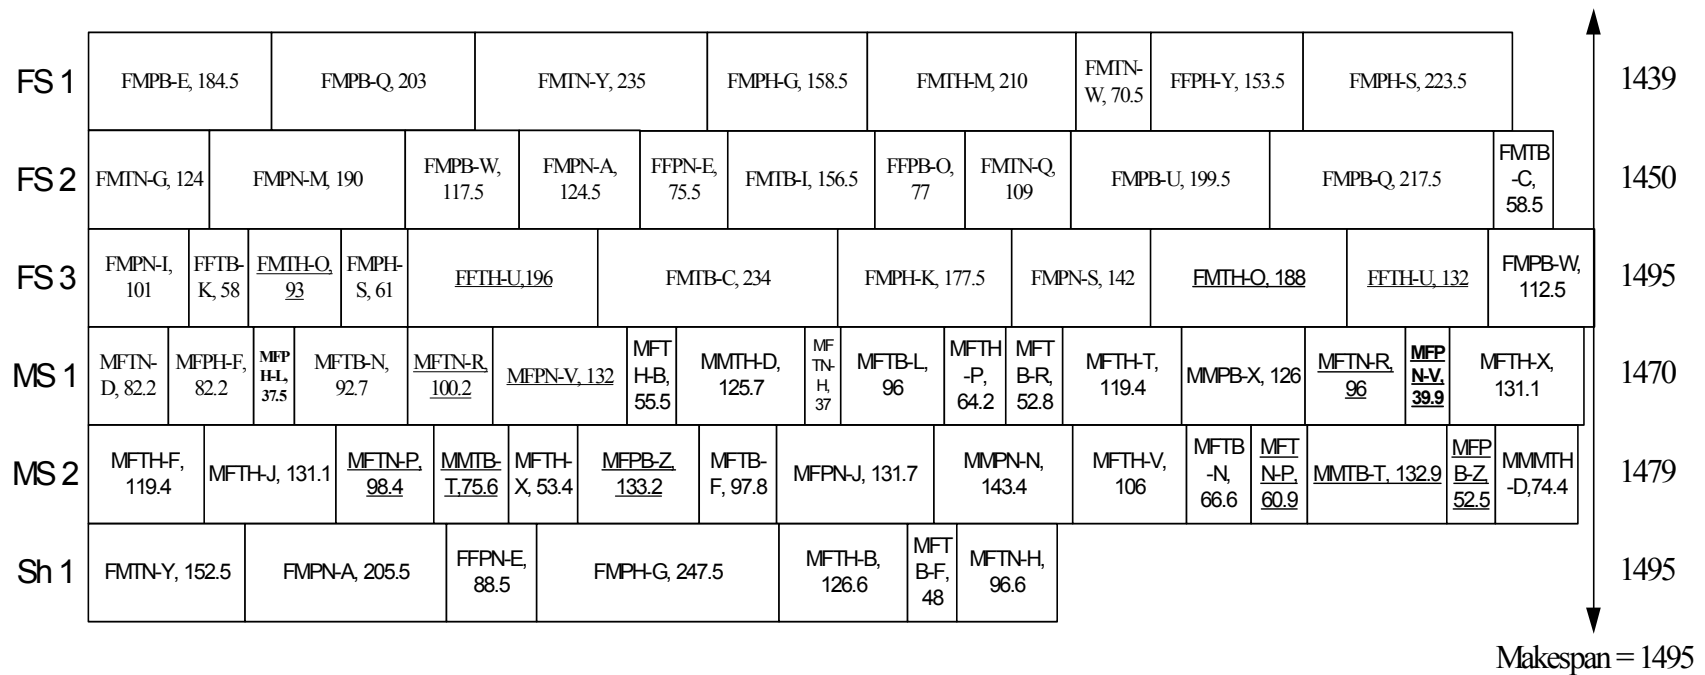 FS 1
FMPB-E, 184.5
FMPB-Q, 203
FMTN-Y, 235
FMPH-G, 158.5
FMTH-M, 210
FMTN-
W, 70.5
FFPH-Y, 153.5
FMPH-S, 223.5
1439
FS 2
FMTN-G, 124
FMPN-M, 190
FMPB-W,
117.5
FMPN-A,
124.5
FFPN-E,
75.5
FMTB-I, 156.5
FFPB-O,
77
FMTN-Q,
109
FMPB-U, 199.5
FMPB-Q, 217.5
FMTB
-C,
58.5
1450
FS 3
FMPN-I,
101
FFTB-
K, 58
FMTH-O,
93
FMPH-
S, 61
FFTH-U,196
FMTB-C, 234
FMPH-K, 177.5
FMPN-S, 142
FMTH-O, 188
FFTH-U, 132
FMPB-W,
112.5
1495
MS 1
MFTN-
D, 82.2
MFPH-F,
82.2
MFP
H-L,
37.5
MFTB-N,
92.7
MFTN-R,
100.2
MFPN-V, 132
MFT
H-B,
55.5
MMTH-D,
125.7
MF
TN-
H,
37
MFTB-L,
96
MFTH
-P,
64.2
MFT
B-R,
52.8
MFTH-T,
119.4
MMPB-X, 126
MFTN-R,
96
MFP
N-V,
39.9
MFTH-X,
131.1
1470
MS 2
MFTH-F,
119.4
MFTH-J, 131.1
MFTN-P,
98.4
MMTB-
T,75.6
MFTH-
X, 53.4
MFPB-Z,
133.2
MFTB-
F, 97.8
MFPN-J, 131.7
MMPN-N,
143.4
MFTH-V,
106
MFTB
-N,
66.6
MFT
N-P,
60.9
MMTB-T, 132.9
MFP
B-Z,
52.5
MMMTH
-D,74.4
1479
Sh 1
FMTN-Y, 152.5
FMPN-A, 205.5
FFPN-E,
88.5
FMPH-G, 247.5
MFTH-B,
126.6
MFT
B-F,
48
MFTN-H,
96.6
1495
Makespan = 1495